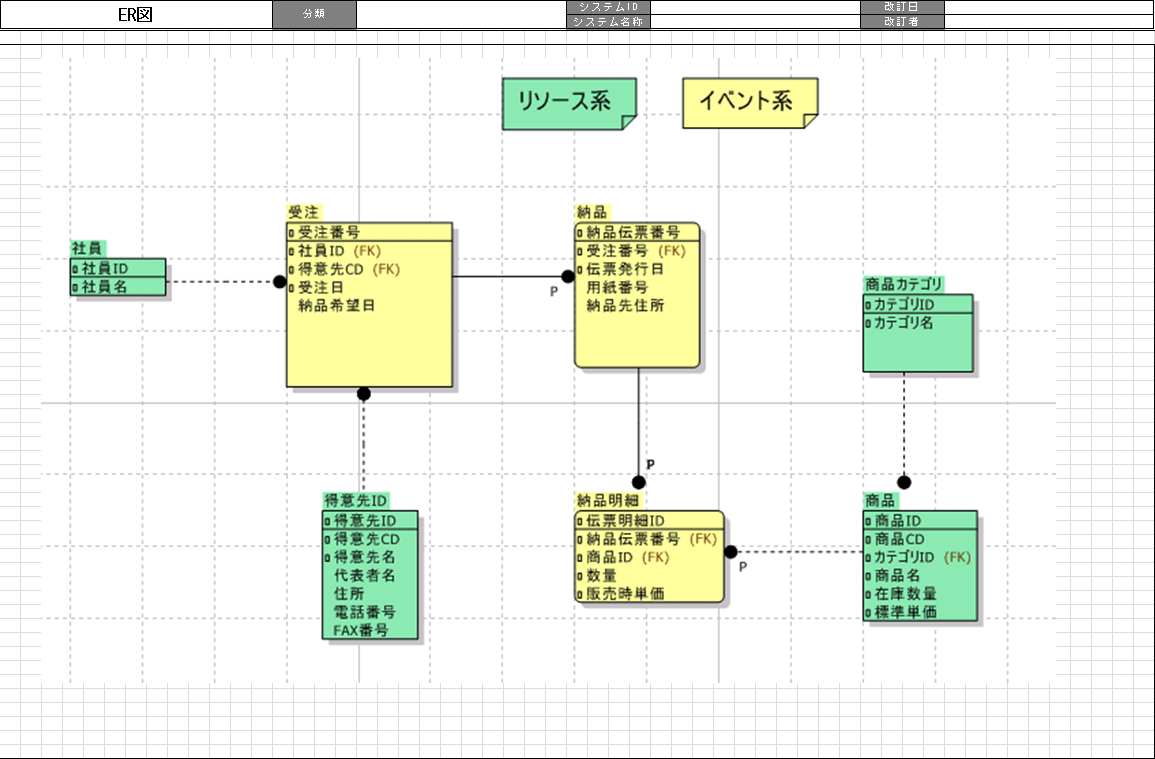 ER図
分類
システムID
システム名称
改訂日
改訂者
リソース系
イベント系
社員
社員ID
社員名
受注
受注番号
社員ID (FK)
得意先CD (FK)
受注日
納品希望日
納品
納品伝票番号
受注番号 (FK)
伝票発行日
用紙番号
納品先住所
P
商品カテゴリ
カテゴリID
カテゴリ名
得意先ID
得意先ID
得意先CD
得意先名
代表者名
住所
電話番号
FAX番号
P
納品明細
伝票明細ID
納品伝票番号 (FK)
商品ID (FK)
数量
販売時単価
P
商品
商品ID
商品CD
カテゴリID (FK)
商品名
在庫数量
標準単価